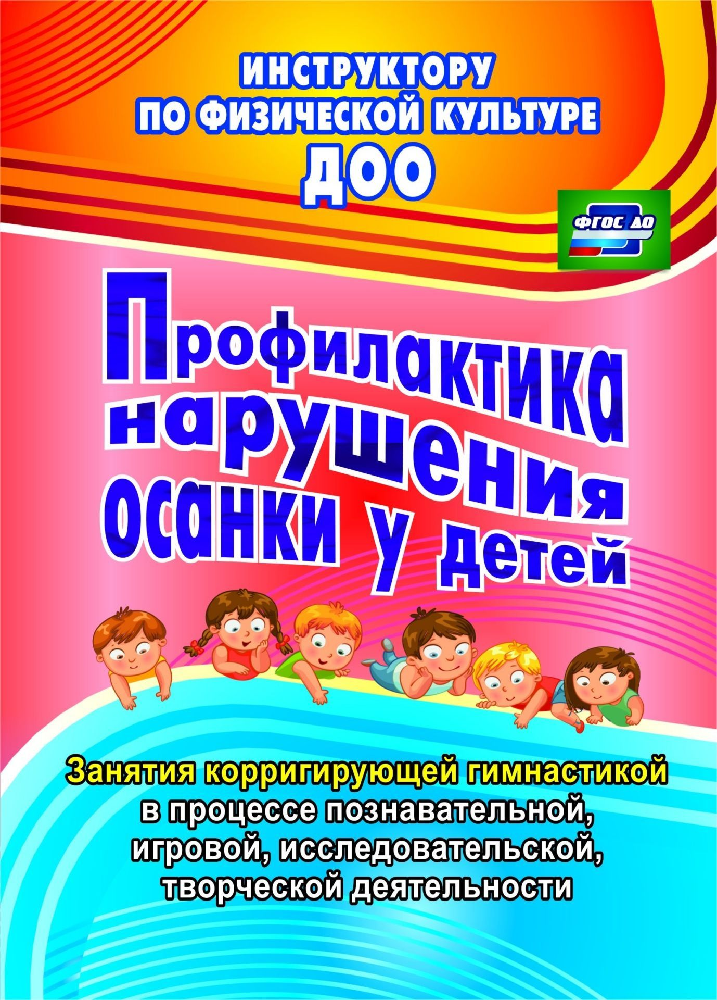 ИНСТРУКТОРУ
ПО ФИЗИЧЕСКОЙ КУЛЬТУРЕ
ДОО
ФГОС ДО
Профилактика
нарушения
осанки у детей
Занятия корригирующей гимнастикой
в процессе познавательной,
игровой, исследовательской,
творческой деятельности